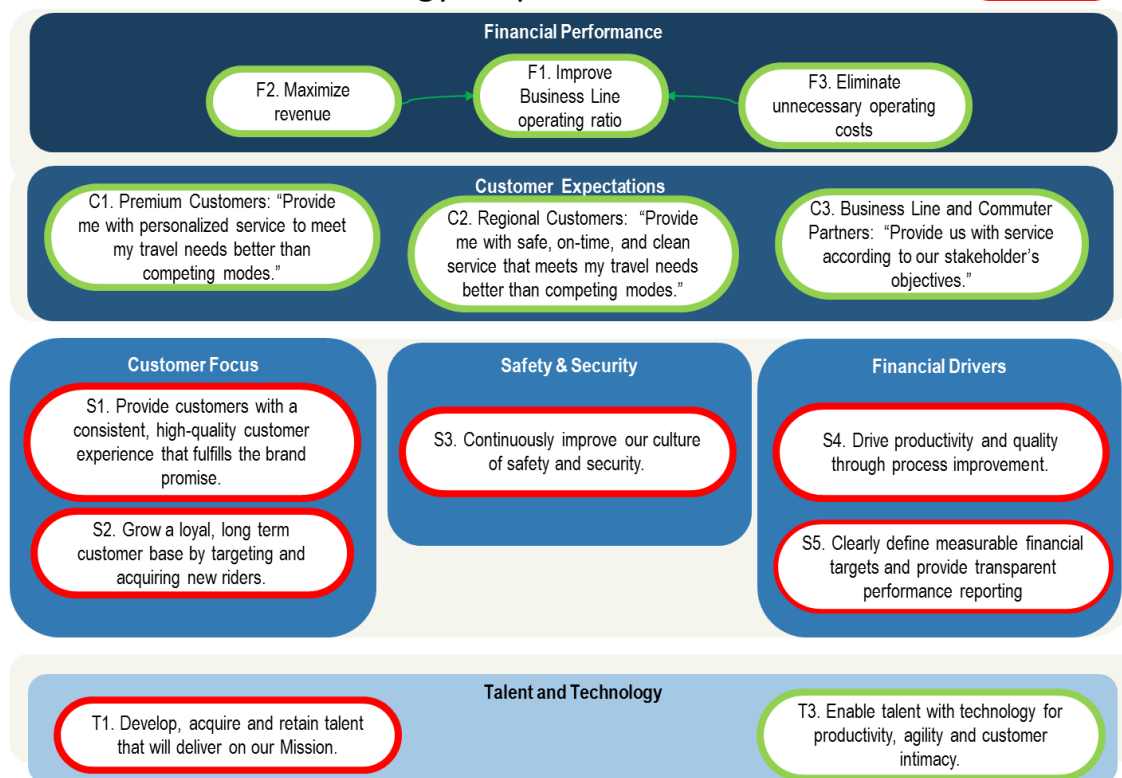 Financial Performance
F2. Maximize
revenue
F1. Improve
Business Line
operating ratio
F3. Eliminate
unnecessary operating
costs
Customer Expectations
C1. Premium Customers: “Provide
me with personalized service to meet
my travel needs better than
competing modes.”
C2. Regional Customers: “Provide
me with safe, on-time, and clean
service that meets my travel needs
better than competing modes.”
C3. Business Line and Commuter
Partners: “Provide us with service
according to our stakeholder’s
objectives.”
Customer Focus
S1. Provide customers with a
consistent, high-quality customer
experience that fulfills the brand
promise.
S2. Grow a loyal, long term
customer base by targeting and
acquiring new riders.
Safety & Security
S3. Continuously improve our culture
of safety and security.
Financial Drivers
S4. Drive productivity and quality
through process improvement.
S5. Clearly define measurable financial
targets and provide transparent
performance reporting
Talent and Technology
T1. Develop, acquire and retain talent
that will deliver on our Mission.
T3. Enable talent with technology for
productivity, agility and customer
intimacy.